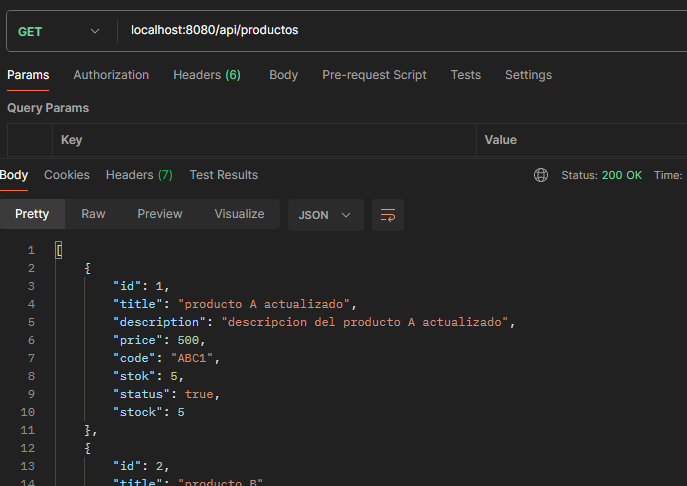 GET localhost:8080/api/productos
Params Authorization Headers (6) Body Pre-request Script Tests Settings
Query Params
Key Value
Body Cookies Headers (7) Test Results Status: 200 OK Time:
Pretty Raw Preview Visualize JSON
1 [
2 {
3 "id": 1,
4 "title": "producto A actualizado",
5 "description": "descripcion del producto A actualizado",
6 "price": 500,
7 "code": "ABC1",
8 "stok": 5,
9 "status": true,
10 "stock": 5
11 },
12 {
13 "id": 2,
14 "title": "producto B"